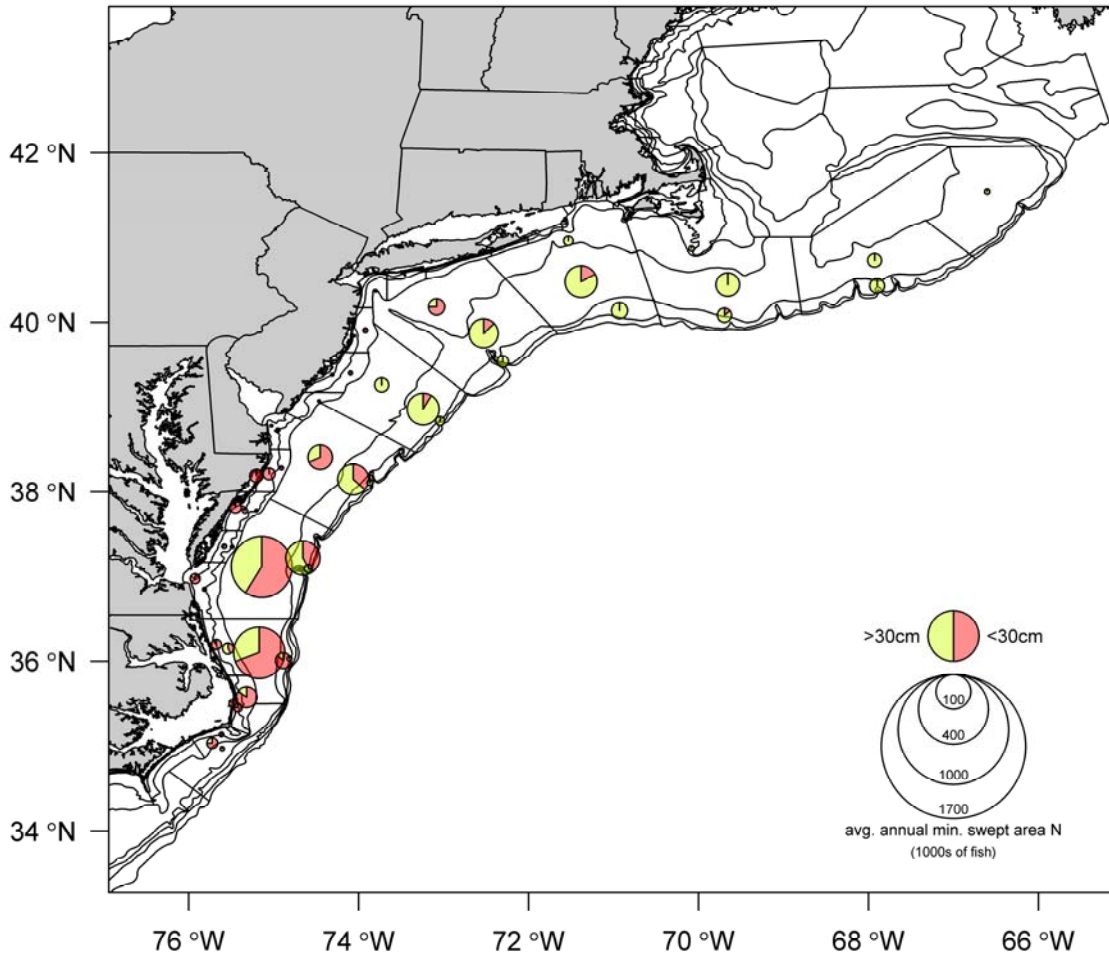 42 °N
40 °N
38 °N
36 °N
34 °N
>30cm <30cm
100
400
1000
1700
avg. annual min. swept area N
(1000s of fish)
76 °W 74 °W 72 °W 70 °W 68 °W 66 °W